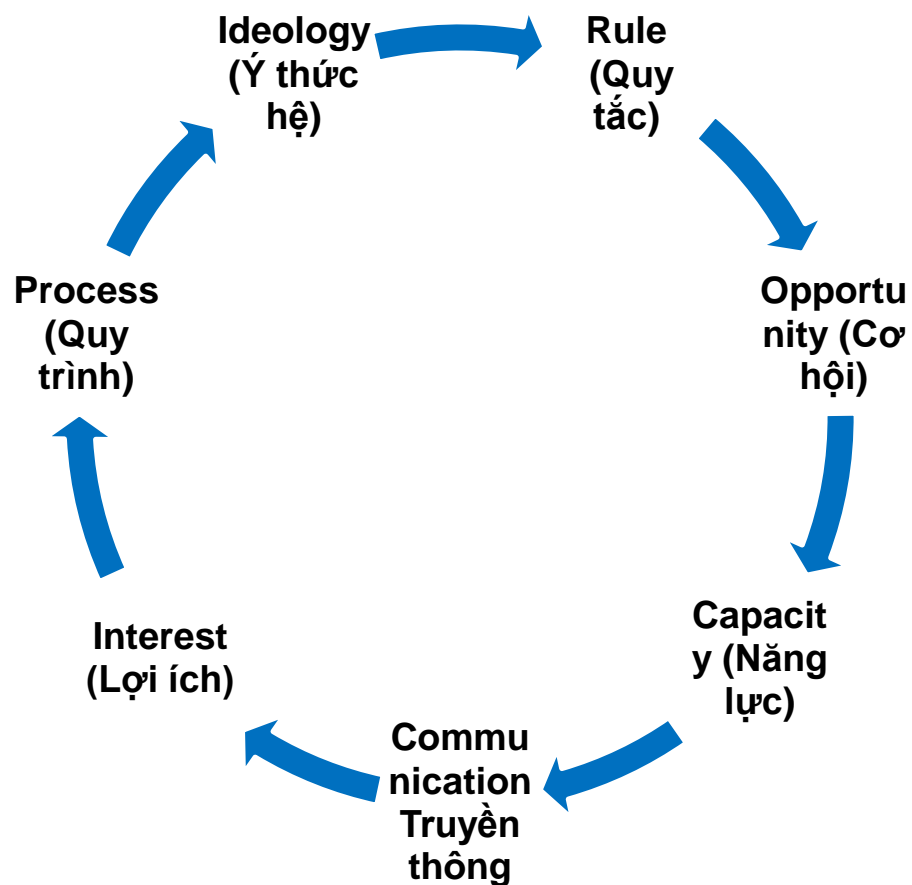 Ideology
(Ý thức
hệ)
Rule
(Quy
tắc)
Opportu
nity (Cơ
hội)
Capacit
y (Năng
lực)
Commu
nication
Truyền
thông
Interest
(Lợi ích)
Process
(Quy
trình)